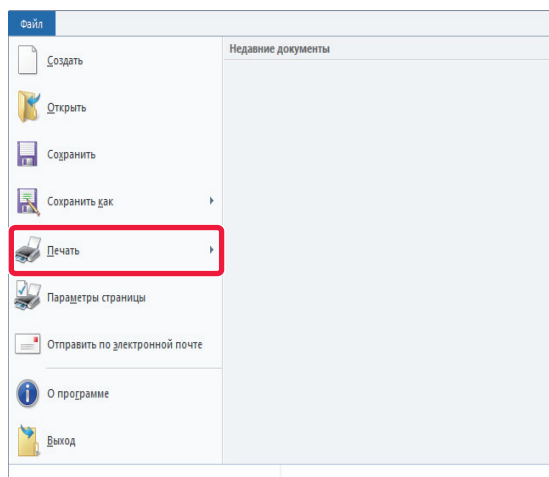 Файл
Недавние документы
Создать
Открыть
Сохранить
Сохранить как
Печать
Параметры страницы
Отправить по электронной почте
О программе
Выход